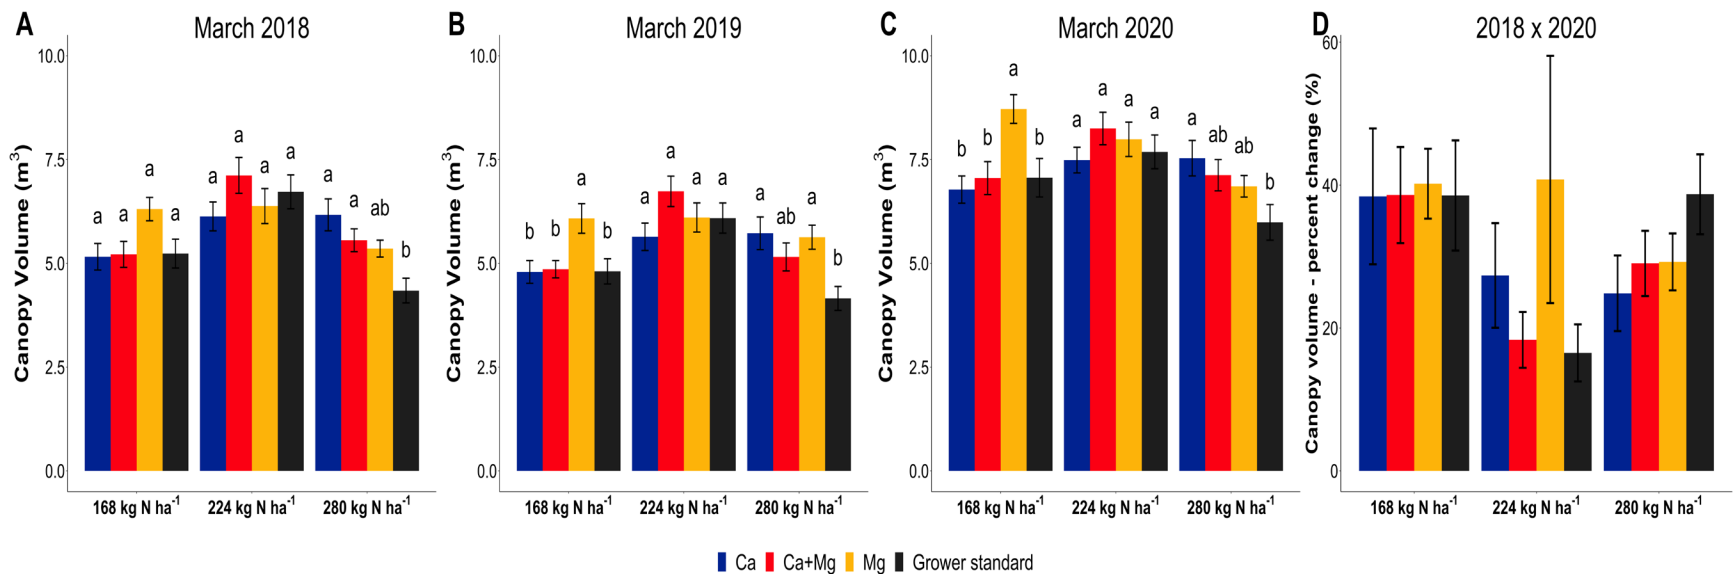 A March 2018
10.0
7.5
5.0
2.5
0.0
Canopy Volume (m³)
a a a a
a a a a
a a ab b
168 kg N ha⁻¹ 224 kg N ha⁻¹ 280 kg N ha⁻¹
B March 2019
10.0
7.5
5.0
2.5
0.0
Canopy Volume (m³)
b b a b
a a a a
a ab a b
168 kg N ha⁻¹ 224 kg N ha⁻¹ 280 kg N ha⁻¹
C March 2020
10.0
7.5
5.0
2.5
0.0
Canopy Volume (m³)
b b a b
a a a a
a ab ab b
168 kg N ha⁻¹ 224 kg N ha⁻¹ 280 kg N ha⁻¹
D 2018 x 2020
60
40
20
0
Canopy volume - percent change (%)
168 kg N ha⁻¹ 224 kg N ha⁻¹ 280 kg N ha⁻¹
Ca Ca+Mg Mg Grower standard